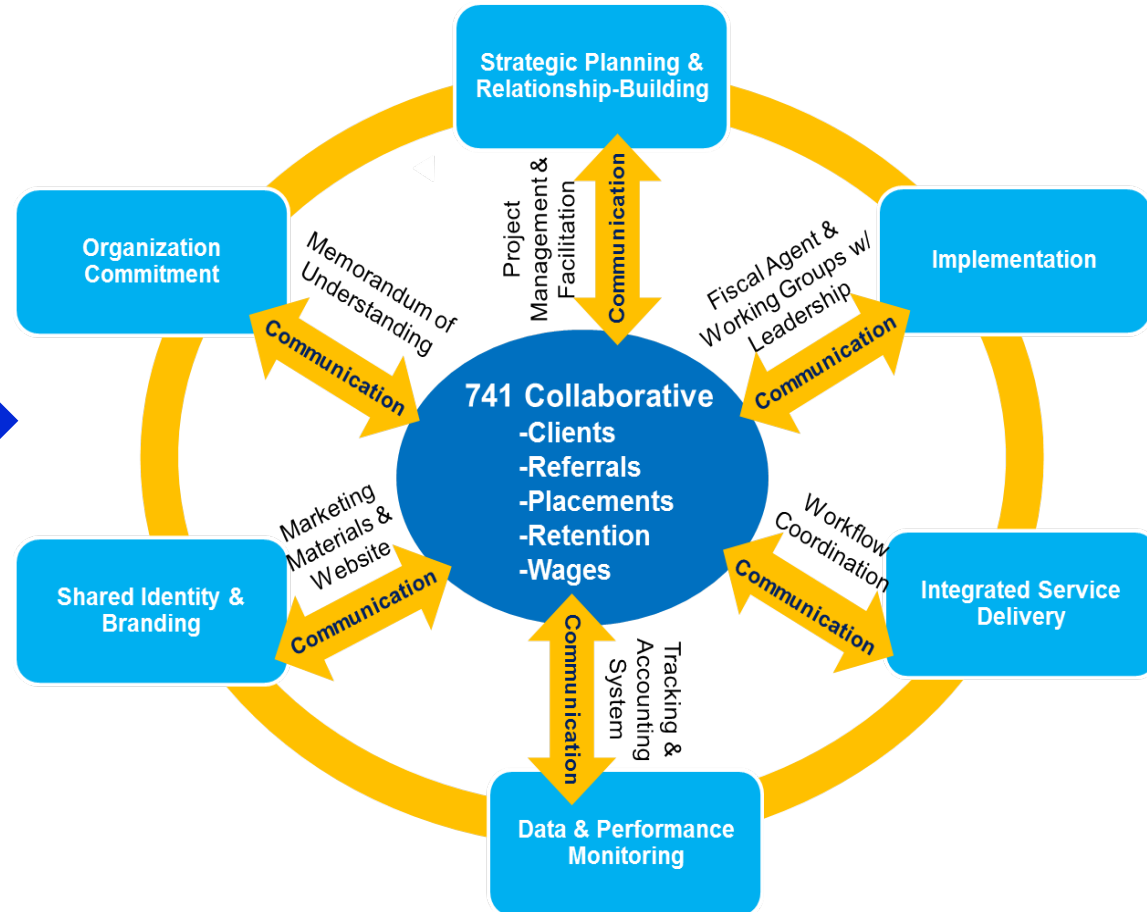 Strategic Planning &
Relationship-Building
Project
Management &
Facilitation
Communication
Organization
Commitment
Memorandum of
Understanding
Communication
Fiscal Agent &
Working Groups w/
Leadership
Communication
Implementation
741 Collaborative
-Clients
-Referrals
-Placements
-Retention
-Wages
Shared Identity &
Branding
Marketing
Materials &
Website
Communication
Workflow
Coordination
Communication
Integrated Service
Delivery
Communication
Tracking &
Accounting
System
Data & Performance
Monitoring